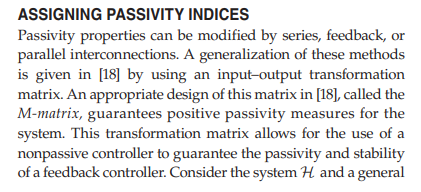 ASSIGNING PASSIVITY INDICES
Passivity properties can be modified by series, feedback, or
parallel interconnections. A generalization of these methods
is given in [18] by using an input–output transformation
matrix. An appropriate design of this matrix in [18], called the
M-matrix, guarantees positive passivity measures for the
system. This transformation matrix allows for the use of a
nonpassive controller to guarantee the passivity and stability
of a feedback controller. Consider the system ℋ and a general